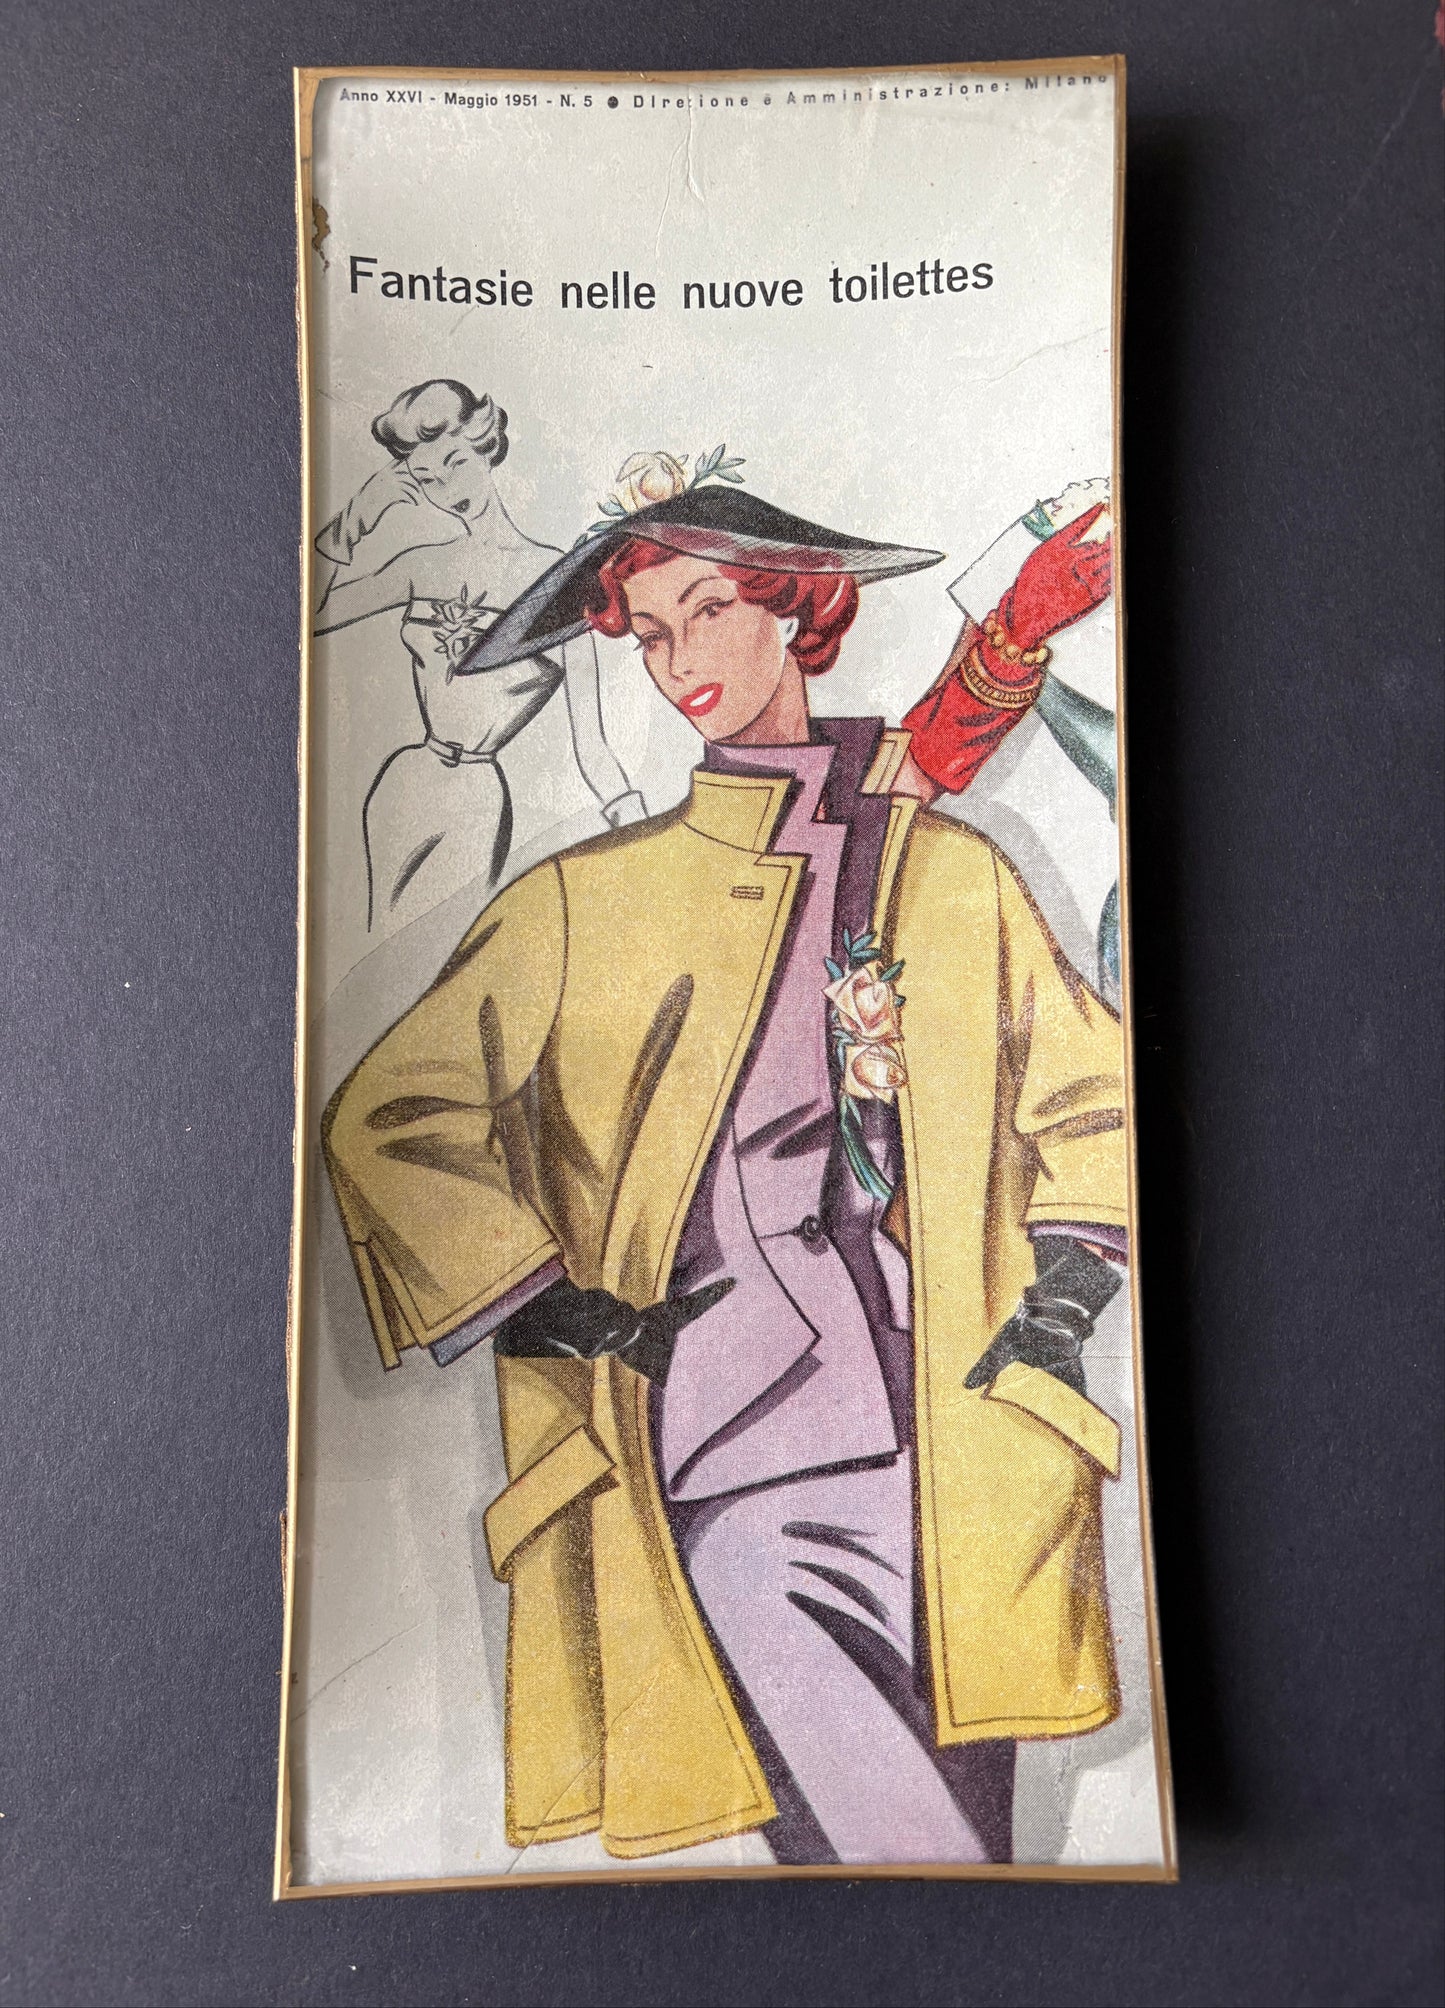 Anno XXVI - Maggio 1951 - N. 5 ● Direzione e Amministrazione: Milano
Fantasie nelle nuove toilettes